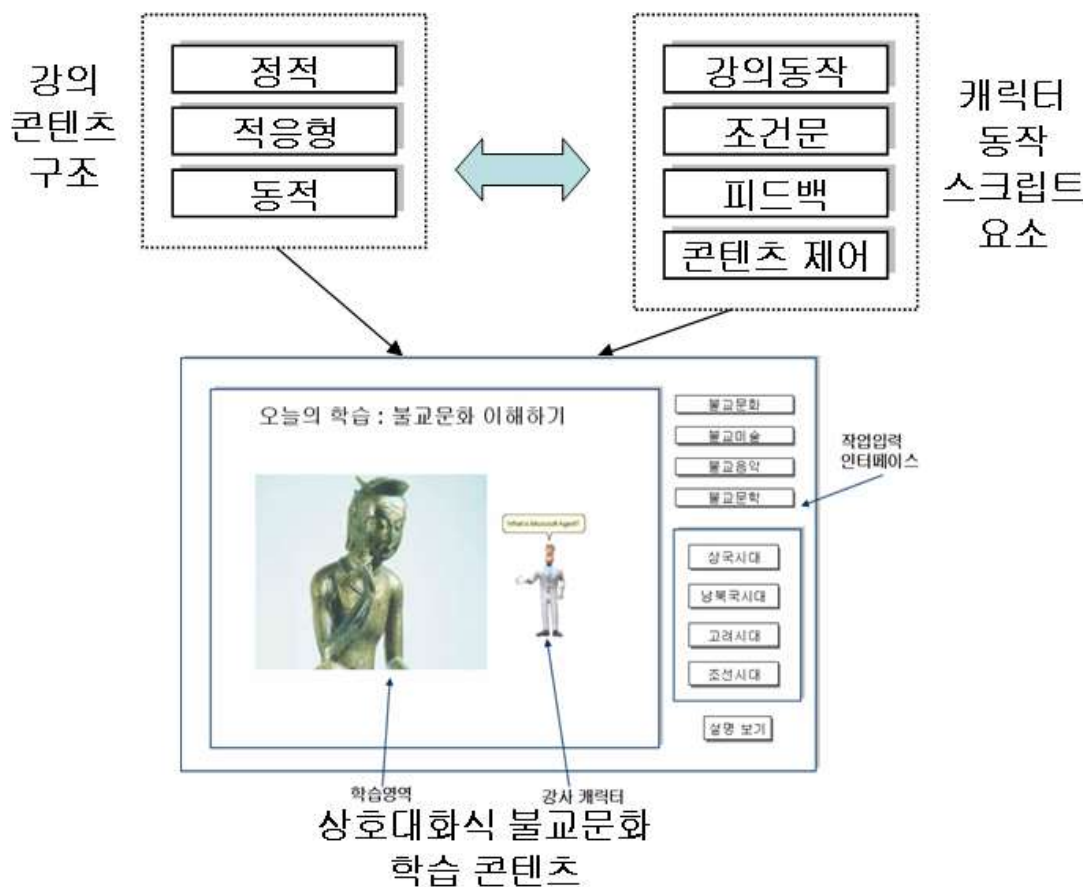 강의
콘텐츠
구조
정적
적응형
동적
강의동작
조건문
피드백
콘텐츠 제어
캐릭터
동작
스크립트
요소
오늘의 학습 : 불교문화 이해하기
What is Microsoft Agent?
불교문화
불교미술
불교음악
불교문학
작업입력
인터페이스
삼국시대
남북국시대
고려시대
조선시대
설명 보기
학습영역
강사 캐릭터
상호대화식 불교문화
학습 콘텐츠